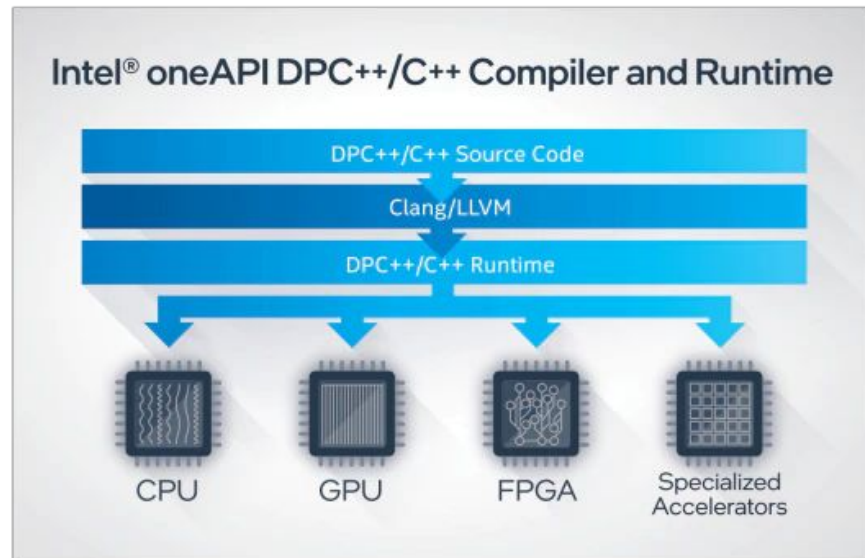 Intel® oneAPI DPC++/C++ Compiler and Runtime
DPC++/C++ Source Code
Clang/LLVM
DPC++/C++ Runtime
CPU
GPU
FPGA
Specialized
Accelerators